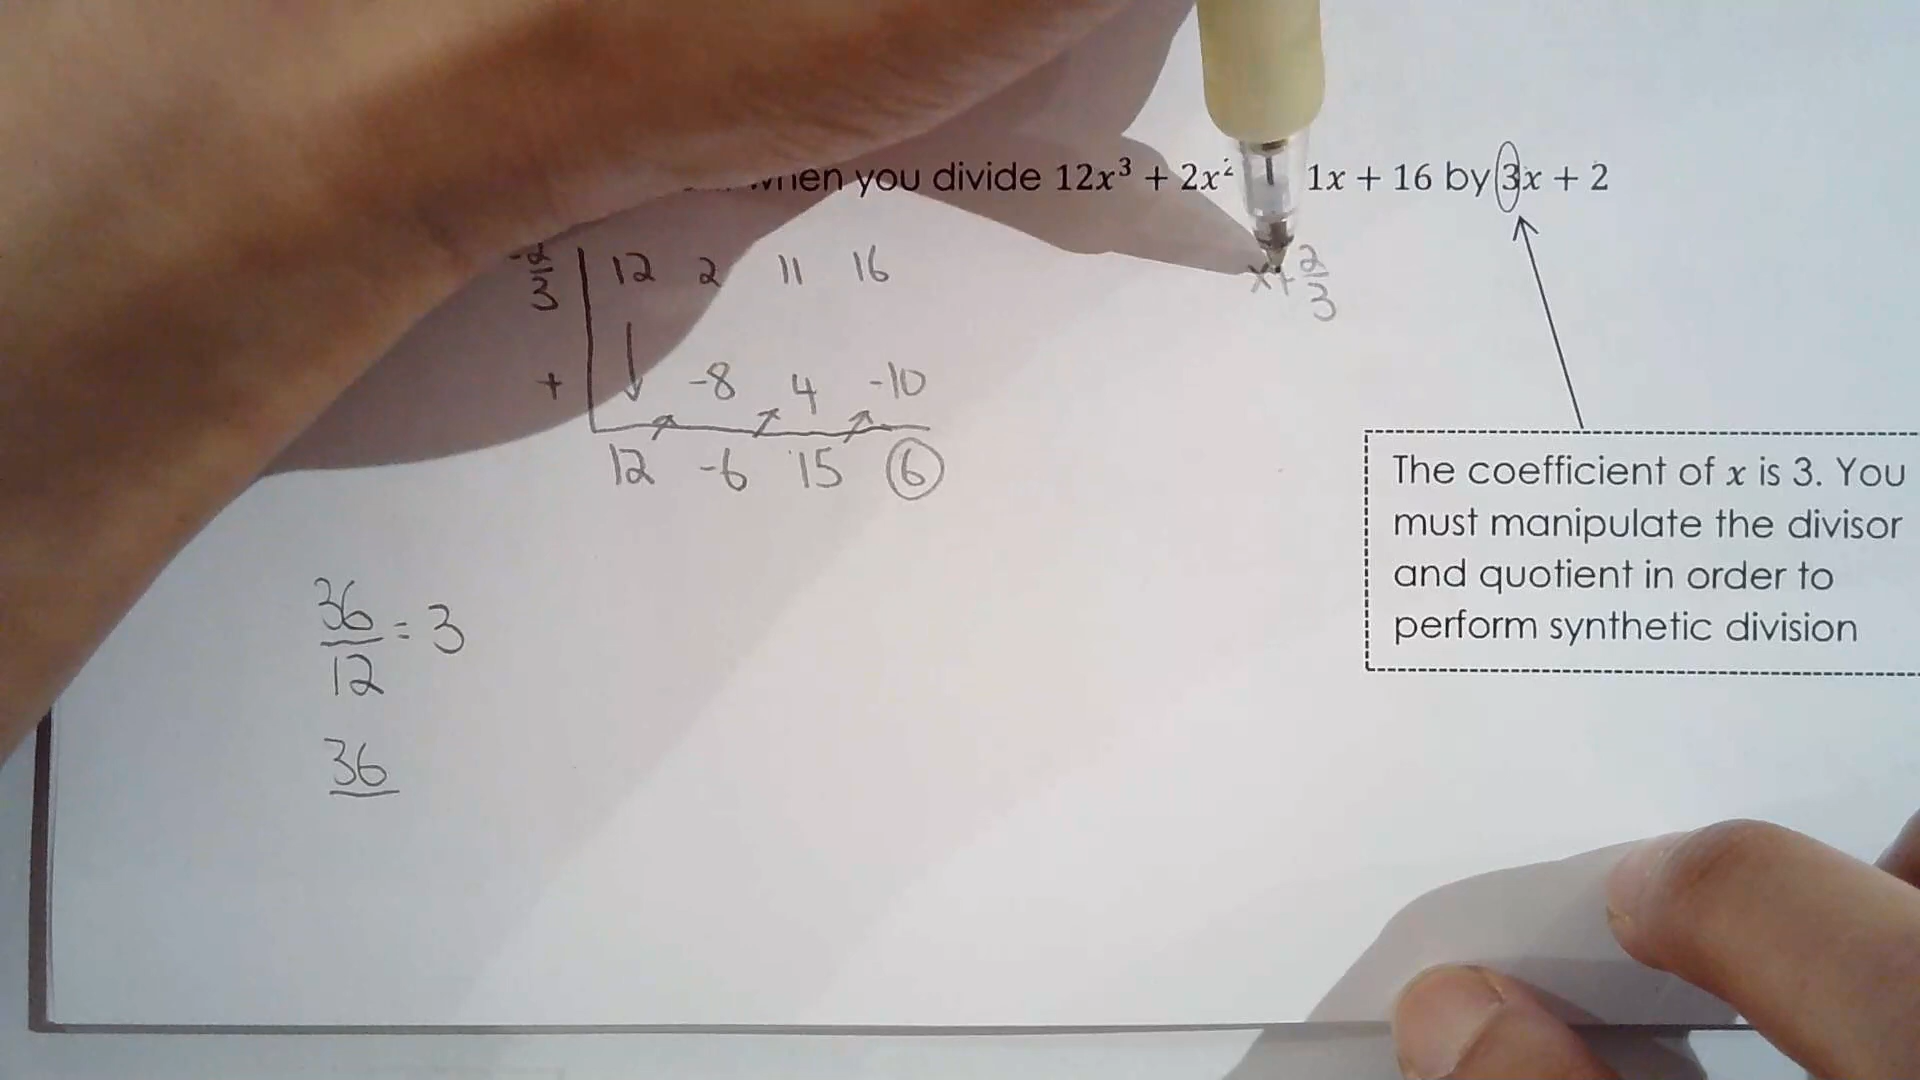 when you divide 12x³ + 2x² 1x + 16 by 3x + 2
-2/3 12 2 11 16
x + 2/3
+ -8 4 -10
12 -6 15 6
The coefficient of x is 3. You
must manipulate the divisor
and quotient in order to
perform synthetic division
36/12 = 3
36